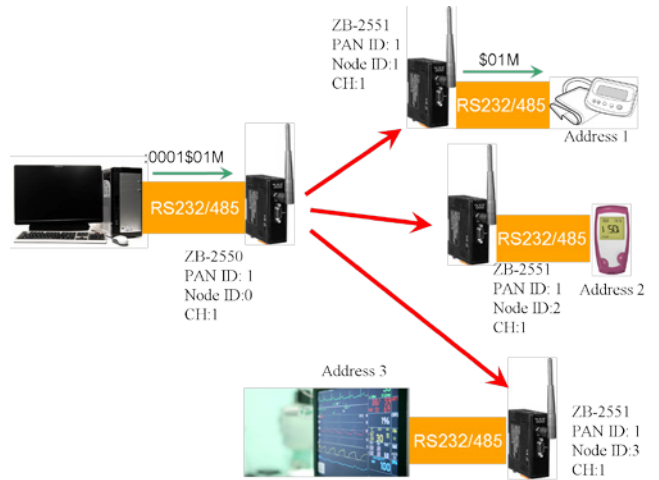 ZB-2551
PAN ID: 1
Node ID:1
CH:1
$01M
RS232/485
Address 1
:0001$01M
RS232/485
ZB-2550
PAN ID: 1
Node ID:0
CH:1
RS232/485
ZB-2551
PAN ID: 1
Node ID:2
CH:1
Address 2
Address 3
RS232/485
ZB-2551
PAN ID: 1
Node ID:3
CH:1